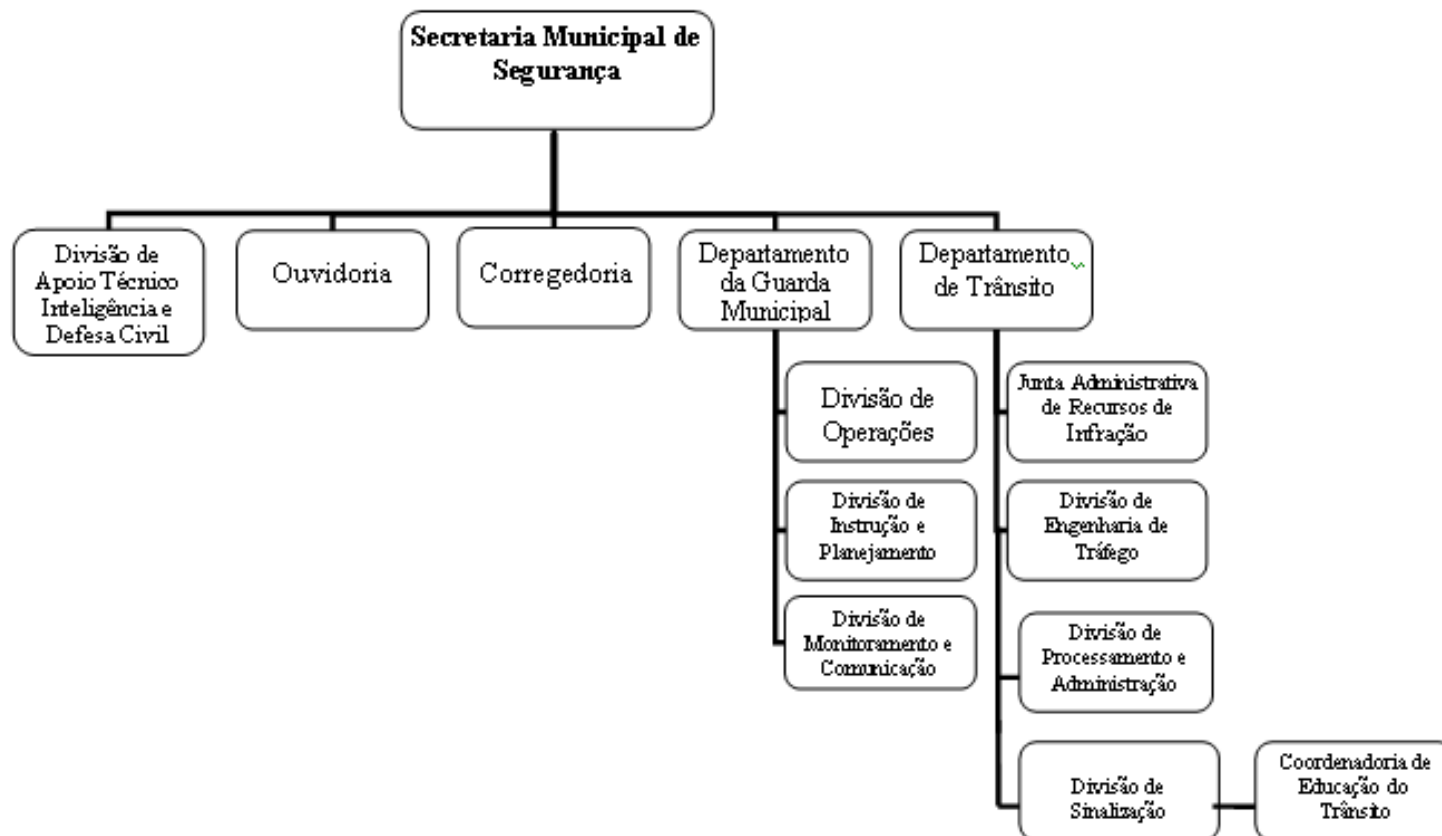 Secretaria Municipal de
Segurança
Divisão de
Apoio Técnico
Inteligência e
Defesa Civil
Ouvidoria
Corregedoria
Departamento
da Guarda
Municipal
Departamento
de Trânsito
Divisão de
Operações
Junta Administrativa
de Recursos de
Infração
Divisão de
Instrução e
Planejamento
Divisão de
Engenharia de
Tráfego
Divisão de
Monitoramento e
Comunicação
Divisão de
Processamento e
Administração
Divisão de
Sinalização
Coordenadoria de
Educação do
Trânsito